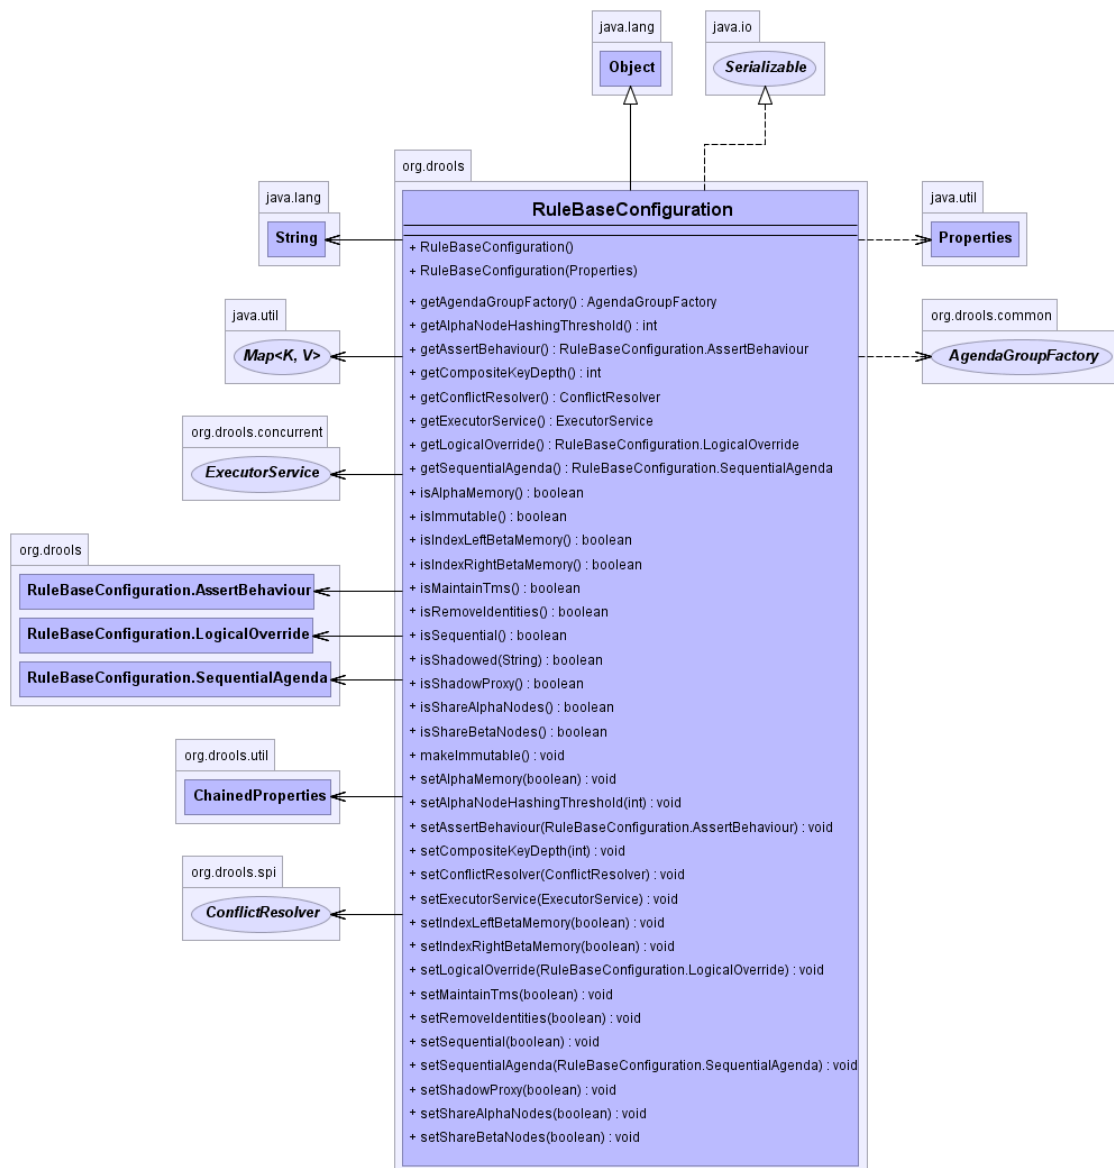 java.lang
Object
java.io
Serializable
java.lang
String
java.util
Map<K, V>
org.drools.concurrent
ExecutorService
org.drools
RuleBaseConfiguration.AssertBehaviour
RuleBaseConfiguration.LogicalOverride
RuleBaseConfiguration.SequentialAgenda
org.drools.util
ChainedProperties
org.drools.spi
ConflictResolver
org.drools
RuleBaseConfiguration
+ RuleBaseConfiguration()
+ RuleBaseConfiguration(Properties)
+ getAgendaGroupFactory() : AgendaGroupFactory
+ getAlphaNodeHashingThreshold() : int
+ getAssertBehaviour() : RuleBaseConfiguration.AssertBehaviour
+ getCompositeKeyDepth() : int
+ getConflictResolver() : ConflictResolver
+ getExecutorService() : ExecutorService
+ getLogicalOverride() : RuleBaseConfiguration.LogicalOverride
+ getSequentialAgenda() : RuleBaseConfiguration.SequentialAgenda
+ isAlphaMemory() : boolean
+ isImmutable() : boolean
+ isIndexLeftBetaMemory() : boolean
+ isIndexRightBetaMemory() : boolean
+ isMaintainTms() : boolean
+ isRemoveIdentities() : boolean
+ isSequential() : boolean
+ isShadowed(String) : boolean
+ isShadowProxy() : boolean
+ isShareAlphaNodes() : boolean
+ isShareBetaNodes() : boolean
+ makeImmutable() : void
+ setAlphaMemory(boolean) : void
+ setAlphaNodeHashingThreshold(int) : void
+ setAssertBehaviour(RuleBaseConfiguration.AssertBehaviour) : void
+ setCompositeKeyDepth(int) : void
+ setConflictResolver(ConflictResolver) : void
+ setExecutorService(ExecutorService) : void
+ setIndexLeftBetaMemory(boolean) : void
+ setIndexRightBetaMemory(boolean) : void
+ setLogicalOverride(RuleBaseConfiguration.LogicalOverride) : void
+ setMaintainTms(boolean) : void
+ setRemoveIdentities(boolean) : void
+ setSequential(boolean) : void
+ setSequentialAgenda(RuleBaseConfiguration.SequentialAgenda) : void
+ setShadowProxy(boolean) : void
+ setShareAlphaNodes(boolean) : void
+ setShareBetaNodes(boolean) : void
java.util
Properties
org.drools.common
AgendaGroupFactory